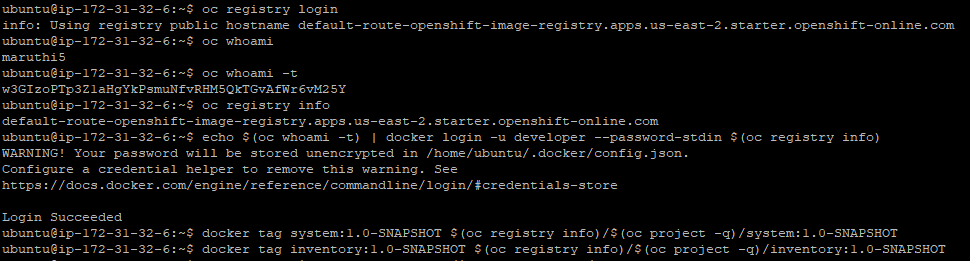 ubuntu@ip-172-31-32-6:~$ oc registry login
info: Using registry public hostname default-route-openshift-image-registry.apps.us-east-2.starter.openshift-online.com
ubuntu@ip-172-31-32-6:~$ oc whoami
maruthi5
ubuntu@ip-172-31-32-6:~$ oc whoami -t
w3GIzoPTp3ZlaHgYkPsmuNfvRHM5QkTGvAfWr6vM25Y
ubuntu@ip-172-31-32-6:~$ oc registry info
default-route-openshift-image-registry.apps.us-east-2.starter.openshift-online.com
ubuntu@ip-172-31-32-6:~$ echo $(oc whoami -t) | docker login -u developer --password-stdin $(oc registry info)
WARNING! Your password will be stored unencrypted in /home/ubuntu/.docker/config.json.
Configure a credential helper to remove this warning. See
https://docs.docker.com/engine/reference/commandline/login/#credentials-store
Login Succeeded
ubuntu@ip-172-31-32-6:~$ docker tag system:1.0-SNAPSHOT $(oc registry info)/$(oc project -q)/system:1.0-SNAPSHOT
ubuntu@ip-172-31-32-6:~$ docker tag inventory:1.0-SNAPSHOT $(oc registry info)/$(oc project -q)/inventory:1.0-SNAPSHOT